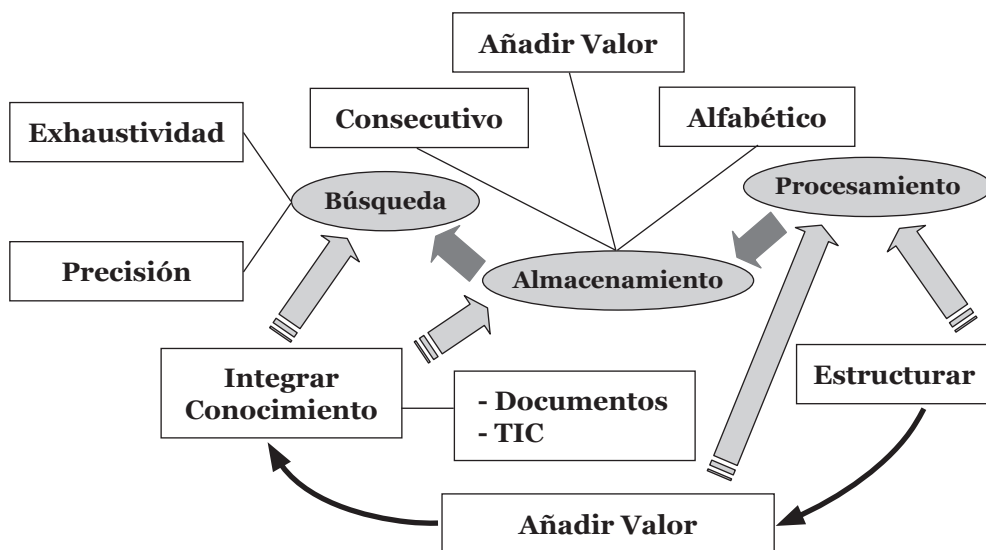 Añadir Valor
Consecutivo
Alfabético
Exhaustividad
Búsqueda
Procesamiento
Precisión
Almacenamiento
Integrar
Conocimiento
- Documentos
- TIC
Estructurar
Añadir Valor